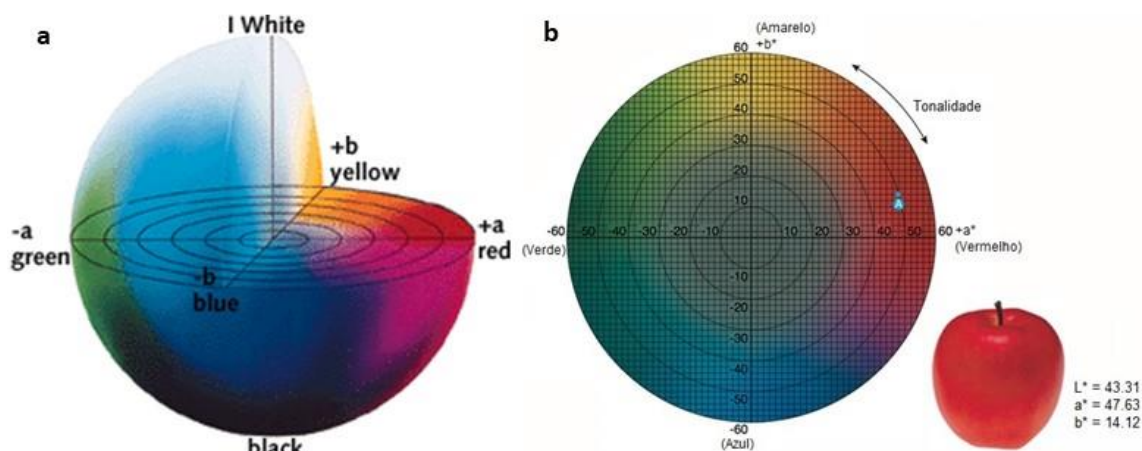 a
I White
+b
yellow
-a
green
+a
red
-b
blue
black
b
(Amarelo)
+b*
60
50
40
30
20
10
Tonalidade
A
-60 -50 -40 -30 -20 -10
10 20 30 40 50 60 +a*
(Verde)
(Vermelho)
-10
-20
-30
-40
-50
-60
(Azul)
L* = 43.31
a* = 47.63
b* = 14.12